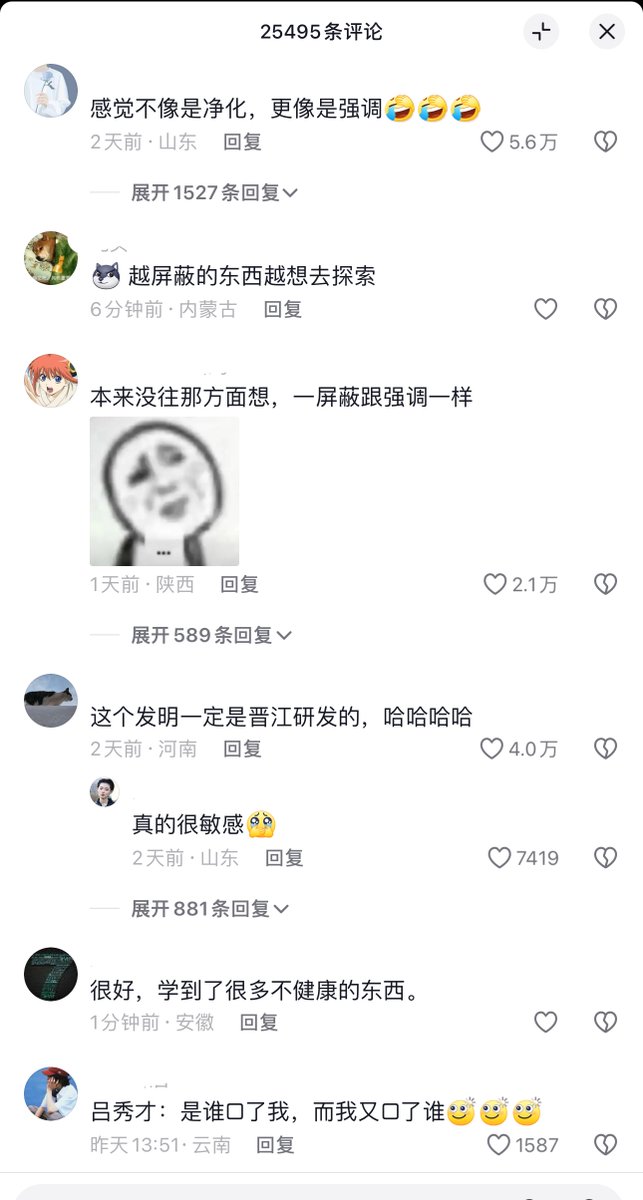 25495条评论
感觉不像是净化，更像是强调🤣🤣🤣
2天前·山东 回复 5.6万
展开1527条回复
越屏蔽的东西越想去探索
6分钟前·内蒙古 回复
本来没往那方面想，一屏蔽跟强调一样
...
1天前·陕西 回复 2.1万
展开589条回复
这个发明一定是晋江研发的，哈哈哈哈
2天前·河南 回复 4.0万
真的很敏感🥹
2天前·山东 回复 7419
展开881条回复
7
很好，学到了很多不健康的东西。
1分钟前·安徽 回复
吕秀才：是谁口了我，而我又口了谁
昨天13:51·云南 回复 1587